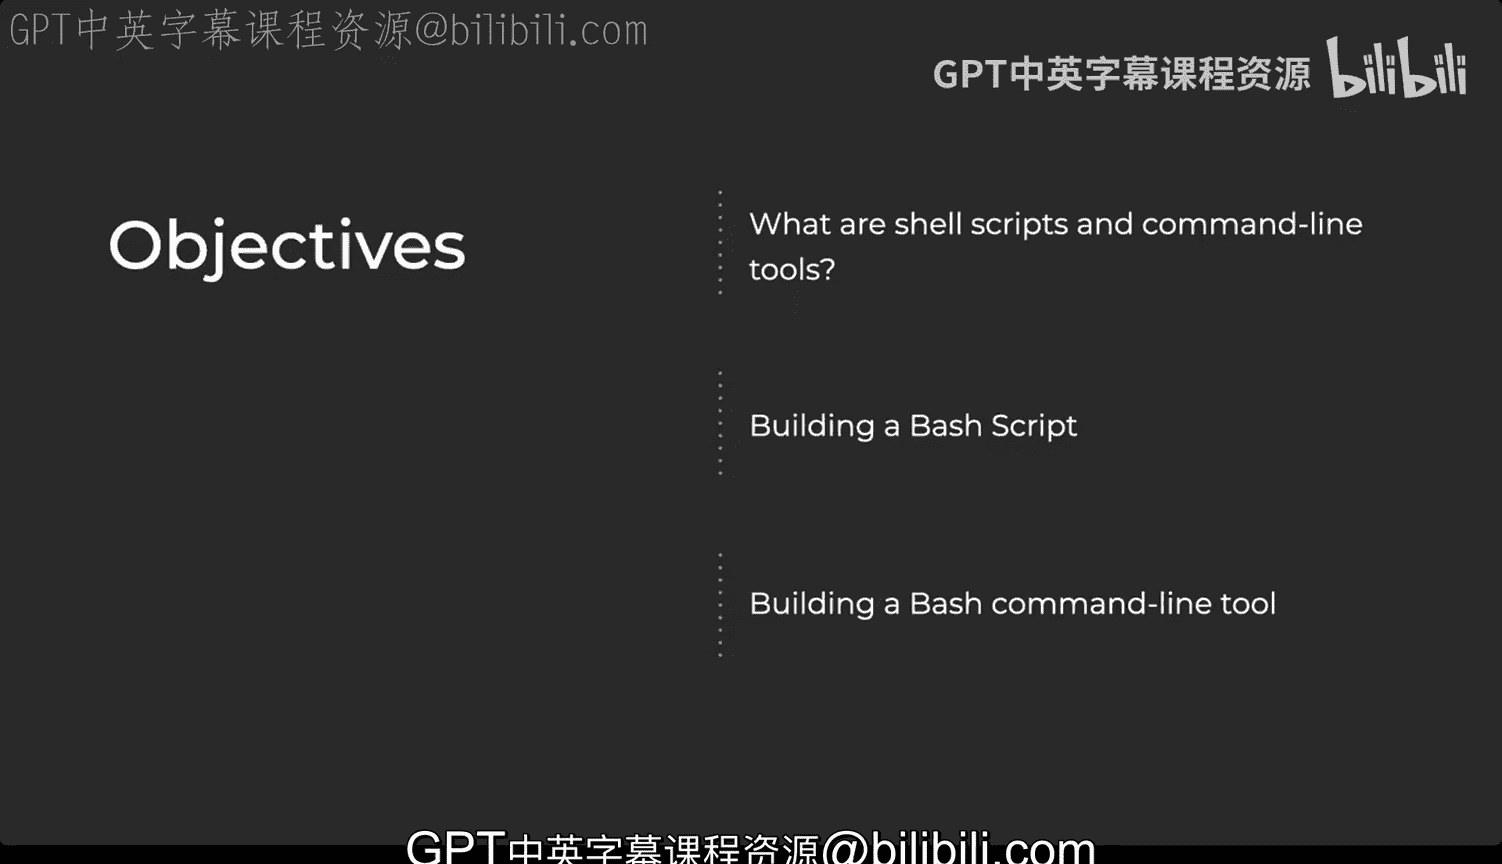 GPT中英字幕课程资源@bilibili.com
GPT中英字幕课程资源 bilibili
Objectives
What are shell scripts and command-line
tools?
Building a Bash Script
Building a Bash command-line tool
GPT中英字幕课程资源@bilibili.com